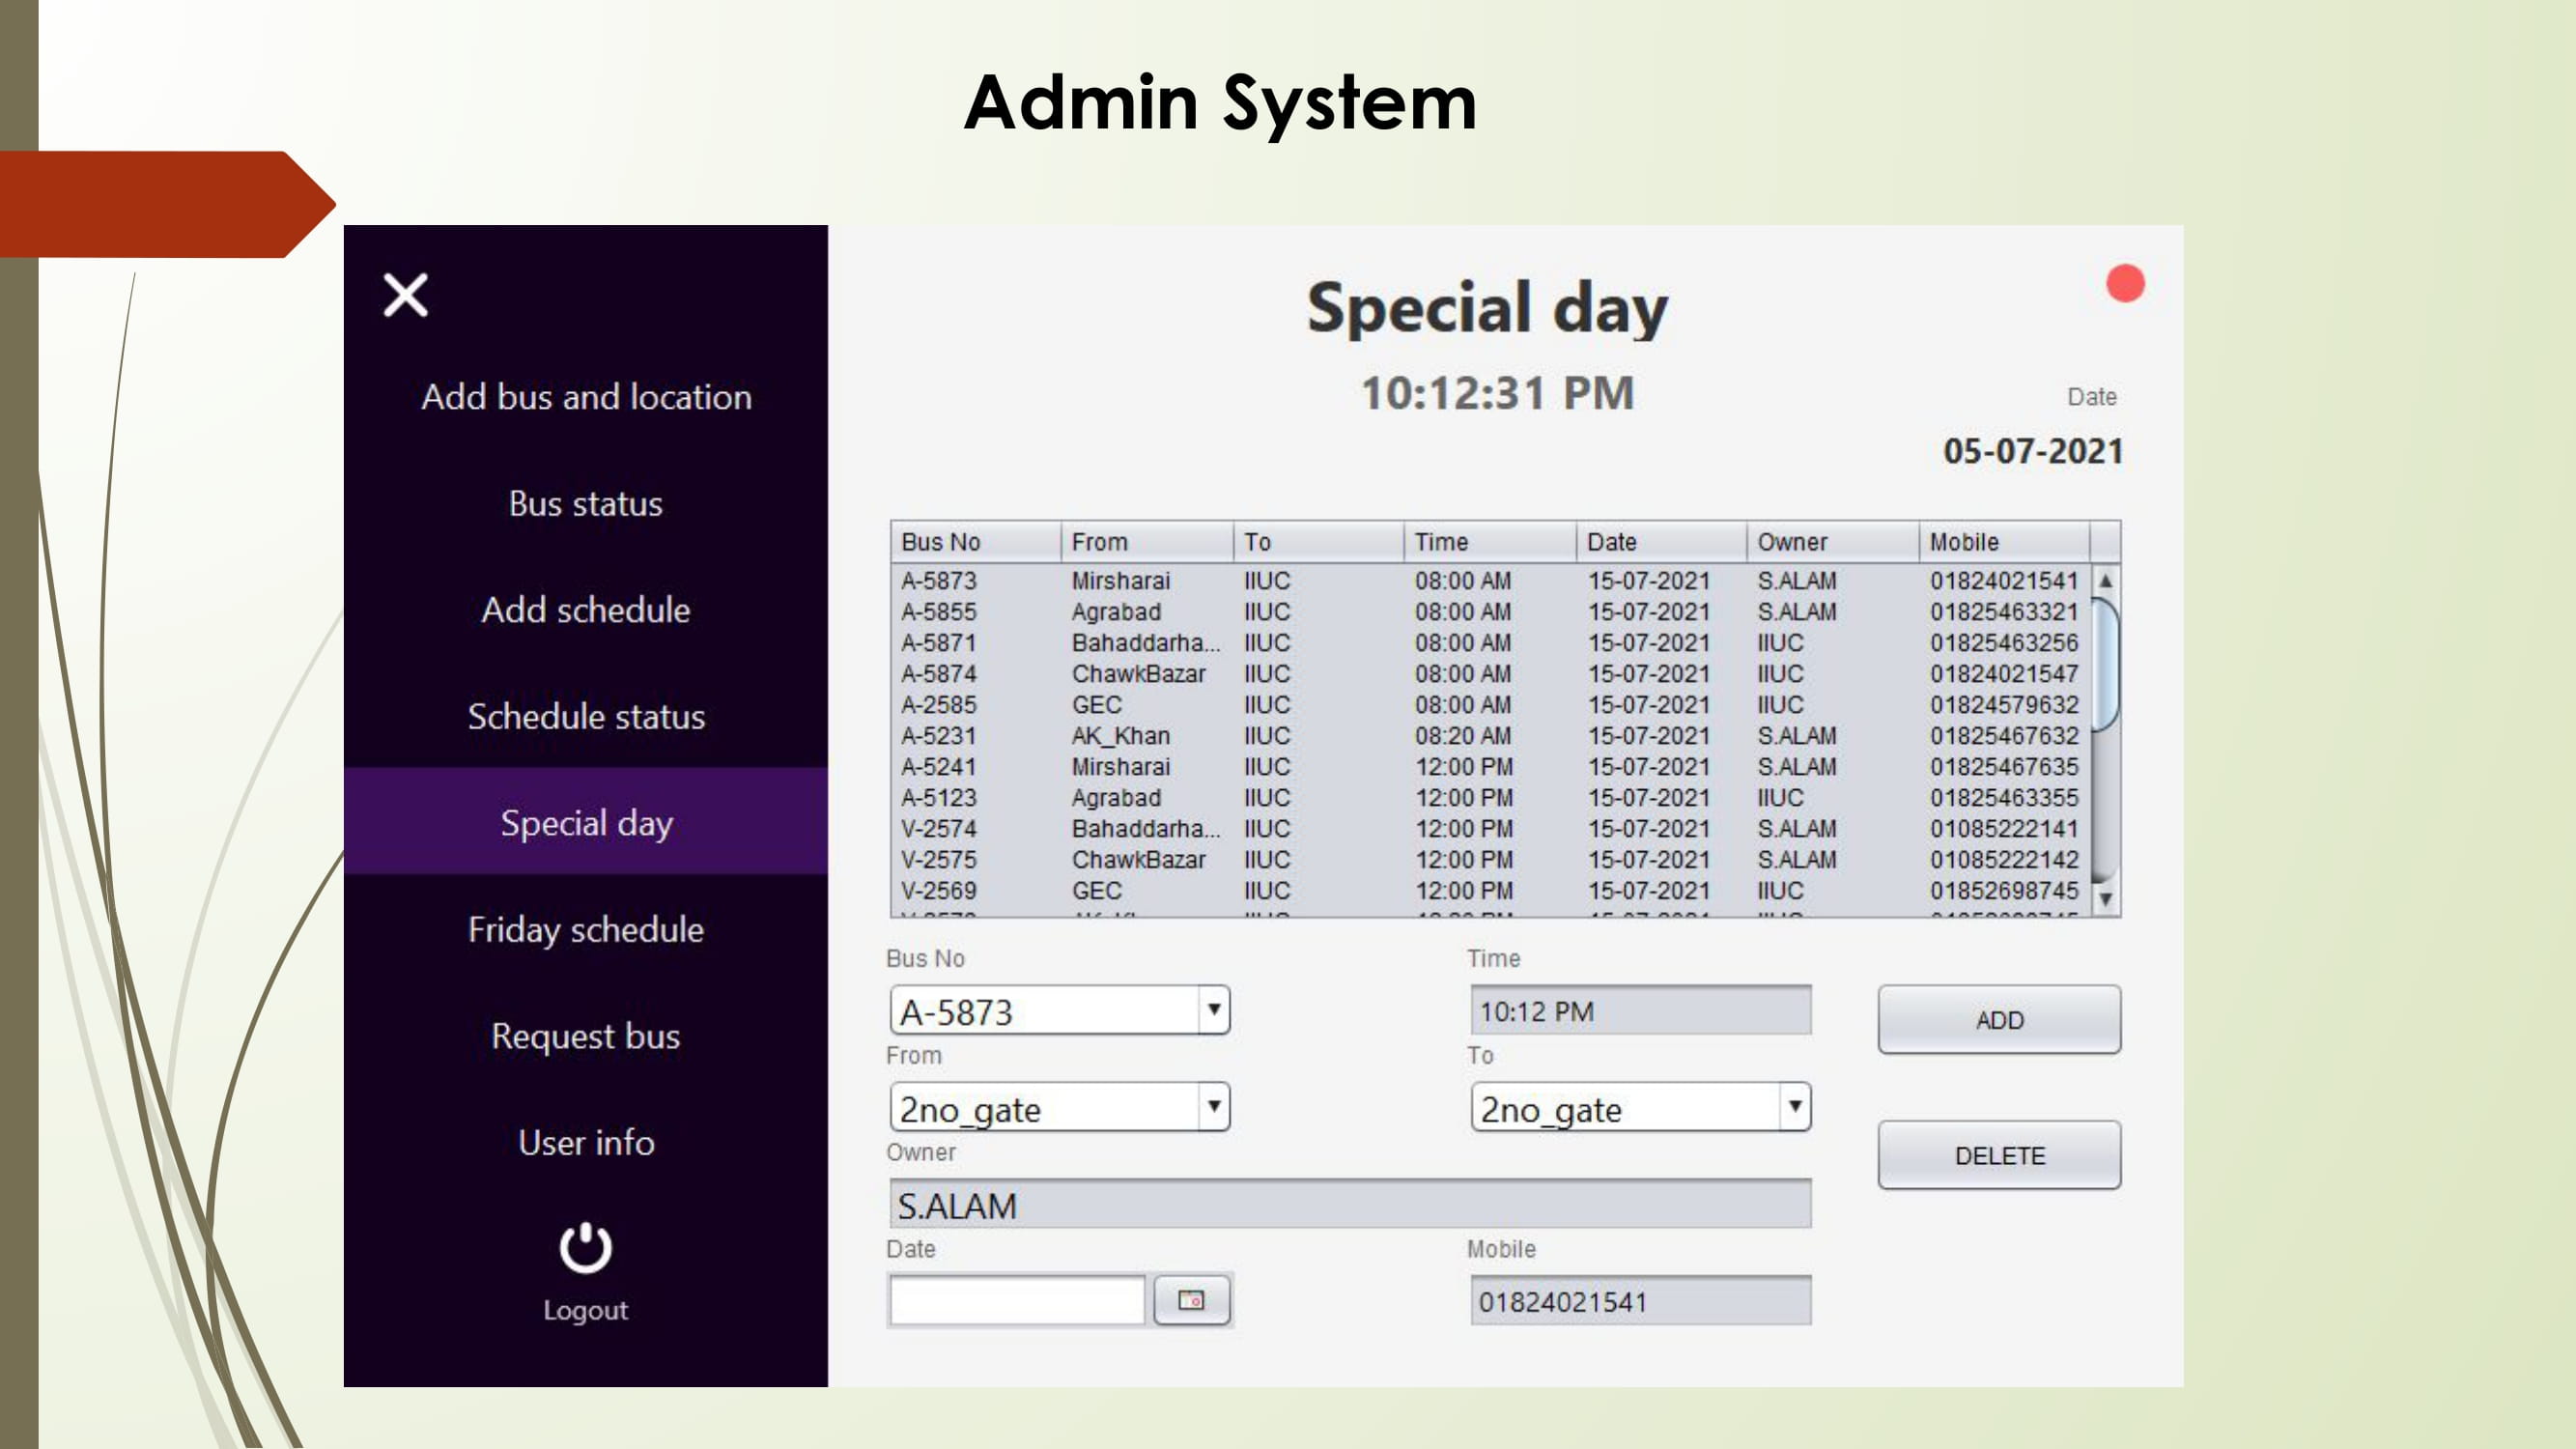 Admin System
Add bus and location
Bus status
Add schedule
Schedule status
Special day
Friday schedule
Request bus
User info
Logout
Special day
10:12:31 PM
Date
05-07-2021
Bus No From To Time Date Owner Mobile
A-5873 Mirsharai IIUC 08:00 AM 15-07-2021 S.ALAM 01824021541
A-5855 Agrabad IIUC 08:00 AM 15-07-2021 S.ALAM 01825463321
A-5871 Bahaddarha... IIUC 08:00 AM 15-07-2021 IIUC 01825463256
A-5874 ChawkBazar IIUC 08:00 AM 15-07-2021 IIUC 01824021547
A-2585 GEC IIUC 08:00 AM 15-07-2021 IIUC 01824579632
A-5231 AK_Khan IIUC 08:20 AM 15-07-2021 S.ALAM 01825467632
A-5241 Mirsharai IIUC 12:00 PM 15-07-2021 S.ALAM 01825467635
A-5123 Agrabad IIUC 12:00 PM 15-07-2021 IIUC 01825463355
V-2574 Bahaddarha... IIUC 12:00 PM 15-07-2021 S.ALAM 01085222141
V-2575 ChawkBazar IIUC 12:00 PM 15-07-2021 S.ALAM 01085222142
V-2569 GEC IIUC 12:00 PM 15-07-2021 IIUC 01852698745
Bus No Time
A-5873 10:12 PM ADD
From To
2no_gate 2no_gate
Owner DELETE
S.ALAM
Date Mobile
01824021541